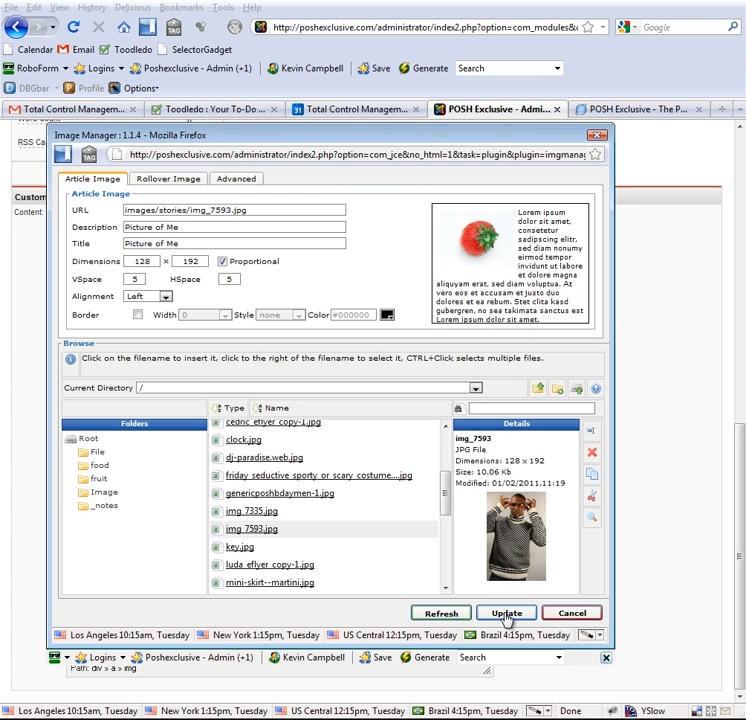 File Edit View History Delicious Bookmarks Tools Help
http://poshexclusive.com/administrator/index2.php?option=com_modules&
Google
Calendar Email Toodledo SelectorGadget
RoboForm Logins Poshexclusive - Admin (+1) Kevin Campbell Save Generate Search
DBGbar Profile Options
Total Control Managem... Toodledo : Your To-Do ... Total Control Managem... POSH Exclusive - Admi... POSH Exclusive - The P...
RSS Ca
Custom
Content:
Image Manager : 1.1.4 - Mozilla Firefox
TAG
http://poshexclusive.com/administrator/index2.php?option=com_jce&no_html=1&task=plugin&plugin=imgmanag
Article Image Rollover Image Advanced
Article Image
URL images/stories/img_7593.jpg
Description Picture of Me
Title Picture of Me
Dimensions 128 x 192 Proportional
VSpace 5 HSpace 5
Alignment Left
Border Width 0 Style none Color #000000
Lorem ipsum
dolor sit amet,
consetetur
sadipscing elitr,
sed diam nonumy
eirmod tempor
invidunt ut labore
et dolore magna
aliquyam erat, sed diam voluptua. At
vero eos et accusam et justo duo
dolores et ea rebum. Stet clita kasd
gubergren, no sea takimata sanctus est
Lorem ipsum dolor sit amet.
Browse
Click on the filename to insert it, click to the right of the filename to select it, CTRL+Click selects multiple files.
Current Directory /
Type Name
Folders
Root
File
food
fruit
Image
_notes
cedric eflyer copy-1.jpg
clock.jpg
dj-paradise.web.jpg
friday seductive sporty or scary costume....jpg
genericposhbdaymen-1.jpg
img_7335.jpg
img_7593.jpg
key.jpg
luda eflyer copy-1.jpg
mini-skirt--martini.jpg
Details
img_7593
JPG File
Dimensions: 128 x 192
Size: 10.06 Kb
Modified: 01/02/2011,11:19
Refresh Update Cancel
Los Angeles 10:15am, Tuesday New York 1:15pm, Tuesday US Central 12:15pm, Tuesday Brazil 4:15pm, Tuesday
Logins Poshexclusive - Admin (+1) Kevin Campbell Save Generate Search
Path: div » a » img
Los Angeles 10:15am, Tuesday New York 1:15pm, Tuesday US Central 12:15pm, Tuesday Brazil 4:15pm, Tuesday Done YSlow